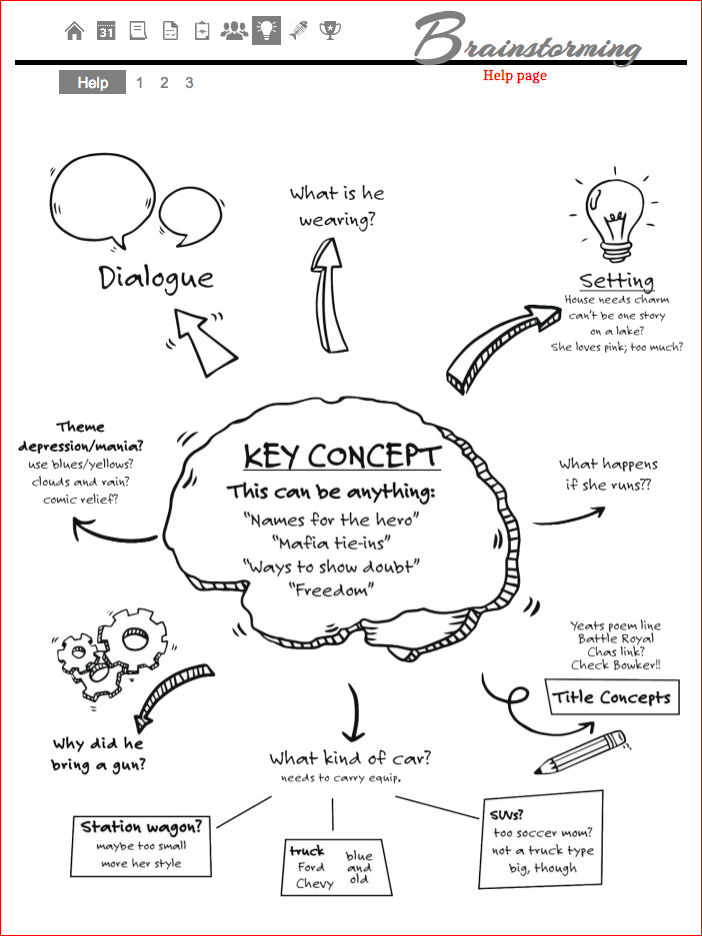 31
Brainstorming
Help page
Help 1 2 3
Dialogue
What is he
wearing?
Setting
House needs charm
can't be one story
on a lake?
She loves pink; too much?
Theme
depression/mania?
use blues/yellows?
clouds and rain?
comic relief?
KEY CONCEPT
This can be anything:
"Names for the hero"
"Mafia tie-ins"
"Ways to show doubt"
"Freedom"
What happens
if she runs??
Yeats poem line
Battle Royal
Chas link?
Check Bowker!!
Title Concepts
Why did he
bring a gun?
What kind of car?
needs to carry equip.
Station wagon?
maybe too small
more her style
truck
Ford
Chevy
blue
and
old
SUVs?
too soccer mom?
not a truck type
big, though